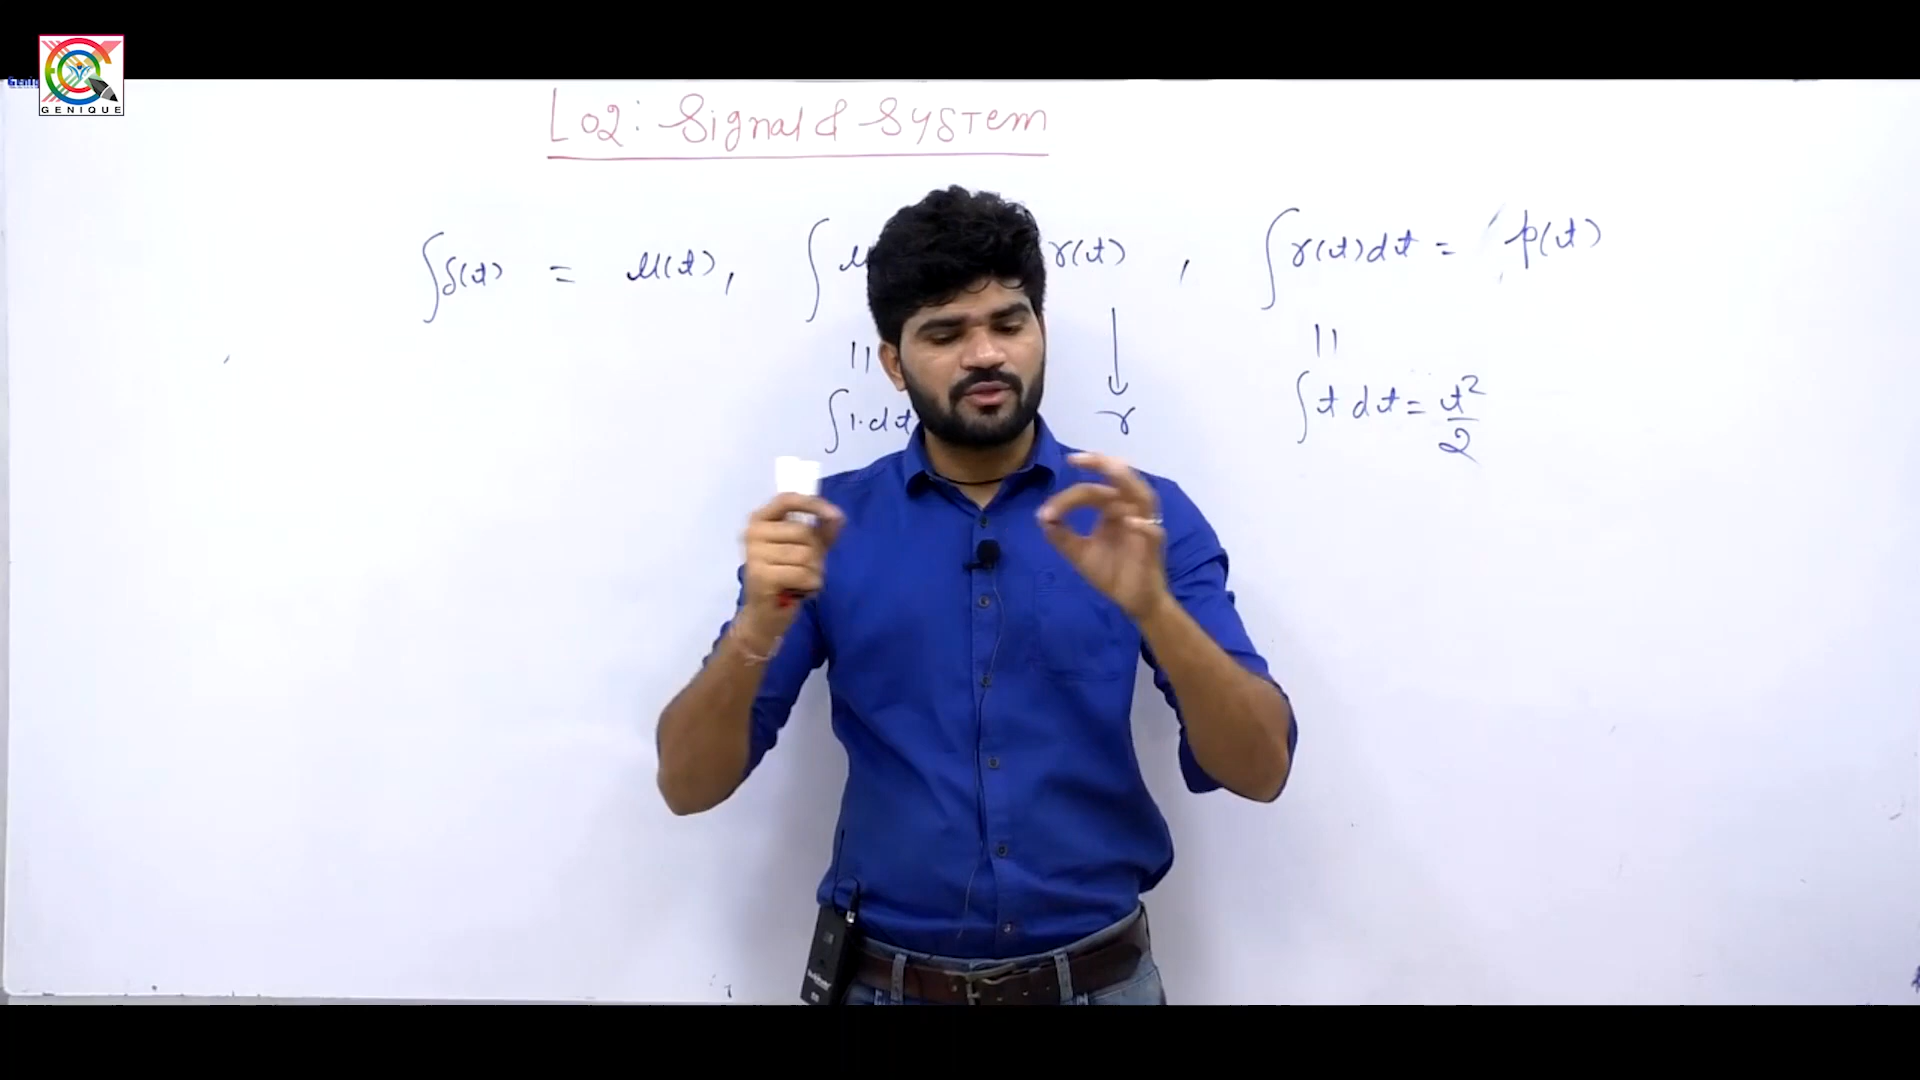 GENIQUE
L02: Signal & System
∫δ(t) = u(t), ∫u r(t) , ∫r(t)dt = p(t)
|| ↓ ||
∫1.dt r ∫t dt = t²/2